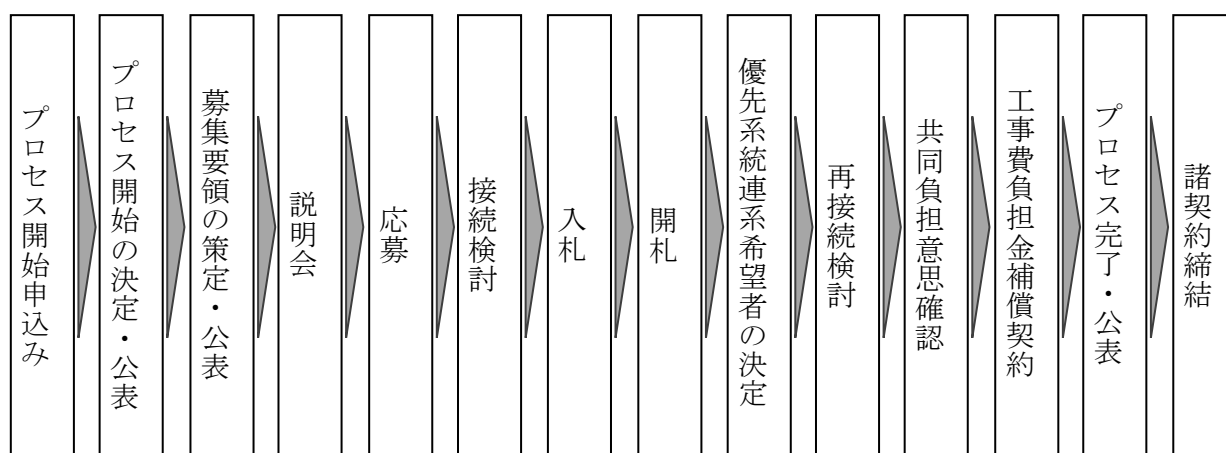 プロセス開始申込み
プロセス開始の決定・公表
募集要領の策定・公表
説明会
応募
接続検討
入札
開札
優先系統連系希望者の決定
再接続検討
共同負担意思確認
工事費負担金補償契約
プロセス完了・公表
諸契約締結